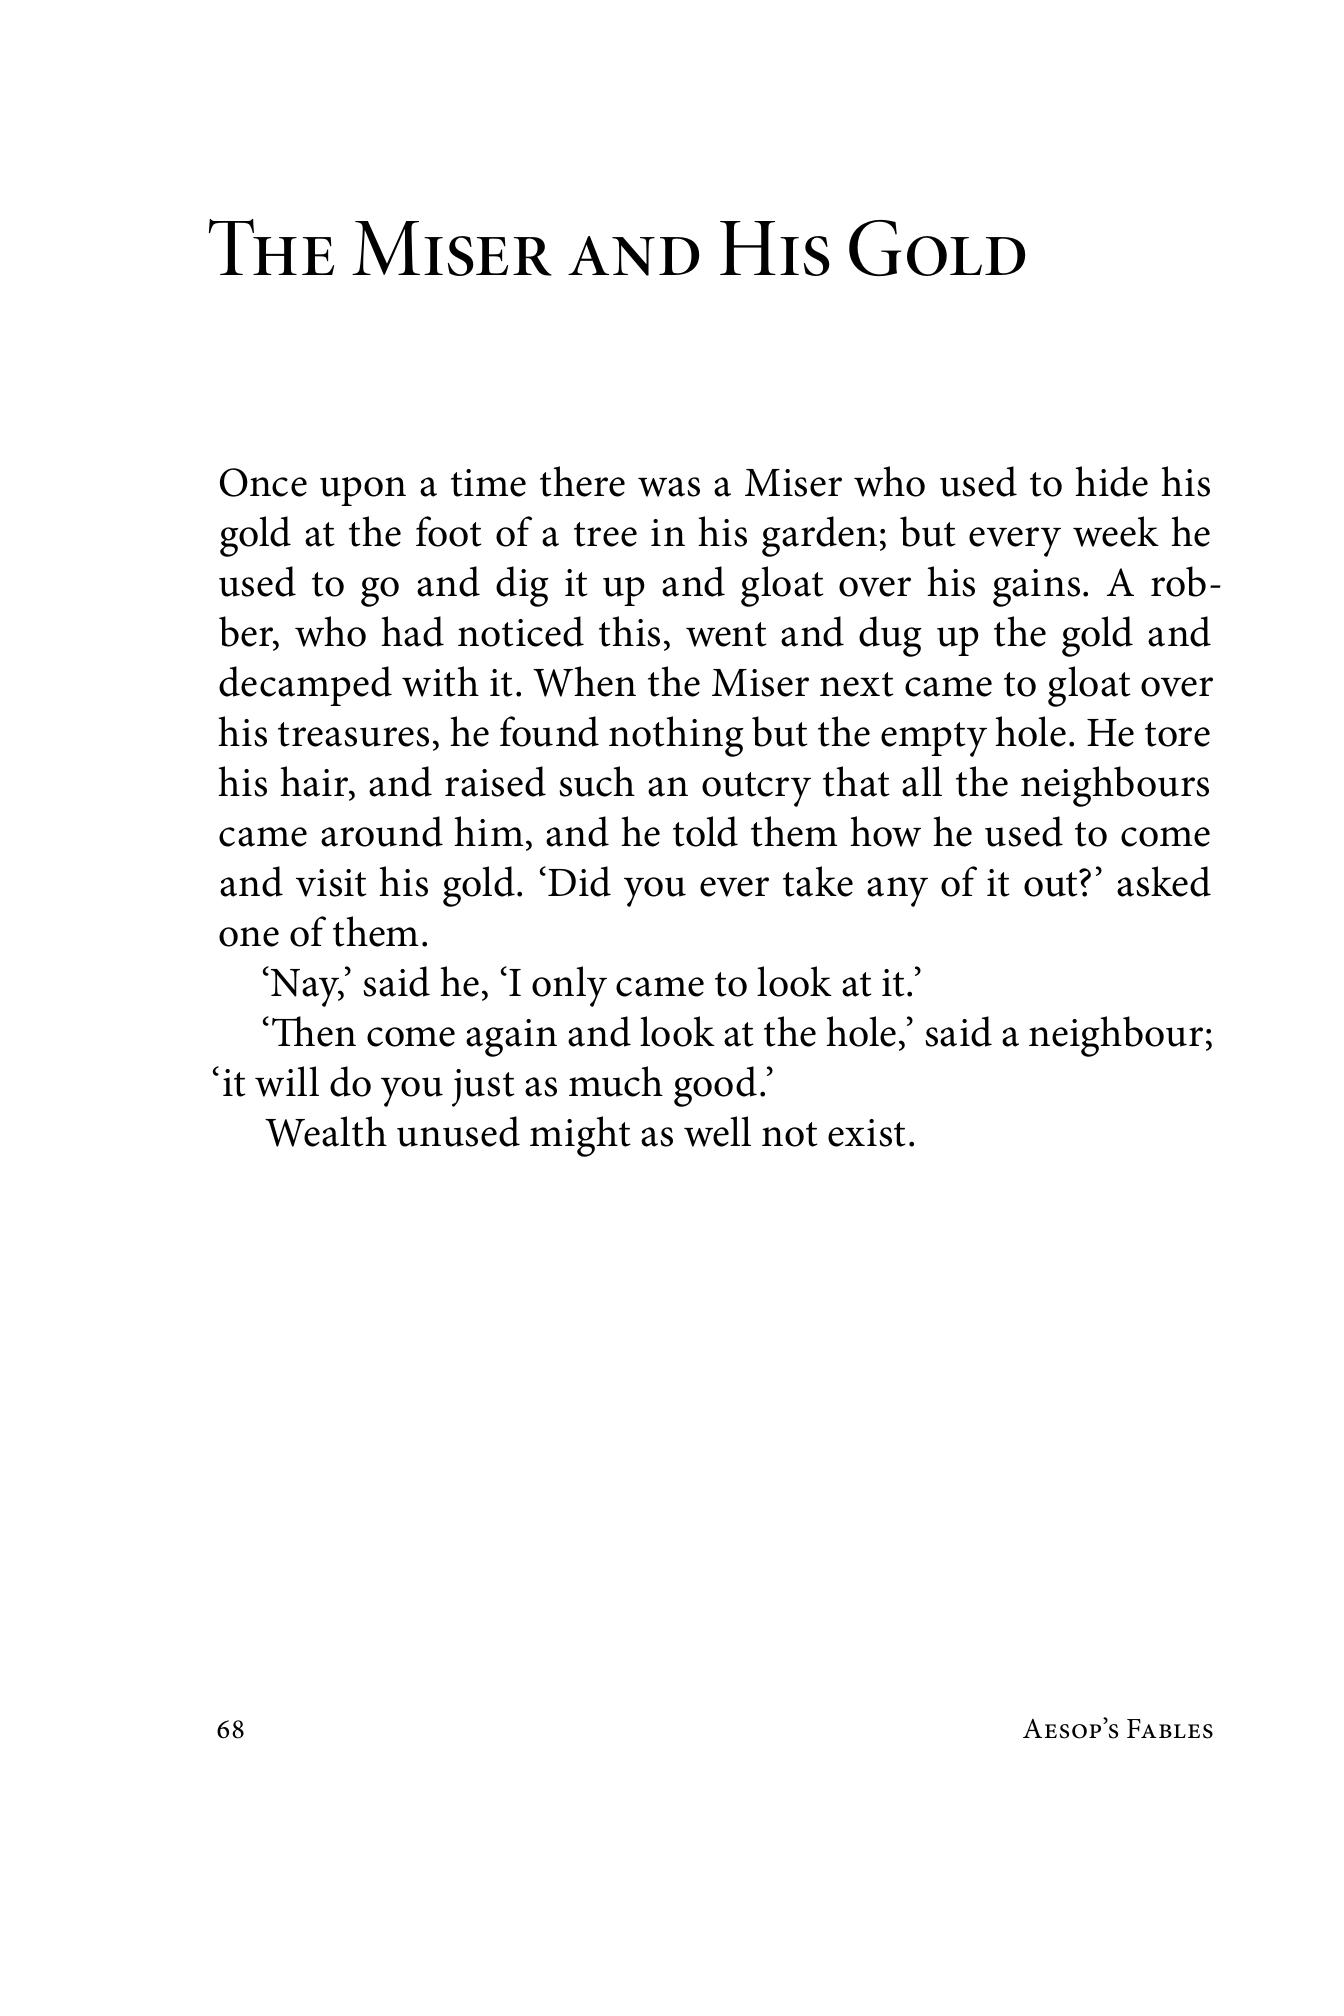 The Miser and His Gold
Once upon a time there was a Miser who used to hide his
gold at the foot of a tree in his garden; but every week he
used to go and dig it up and gloat over his gains. A rob-
ber, who had noticed this, went and dug up the gold and
decamped with it. When the Miser next came to gloat over
his treasures, he found nothing but the empty hole. He tore
his hair, and raised such an outcry that all the neighbours
came around him, and he told them how he used to come
and visit his gold. ‘Did you ever take any of it out?’ asked
one of them.
‘Nay,’ said he, ‘I only came to look at it.’
‘Then come again and look at the hole,’ said a neighbour;
‘it will do you just as much good.’
Wealth unused might as well not exist.
68 Aesop’s Fables